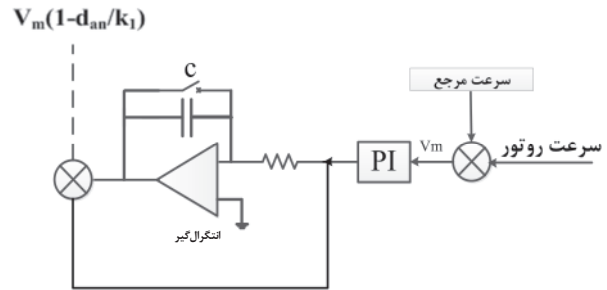 Vm(1-dan/k1)
C
سرعت مرجع
PI
Vm
سرعت روتور
انتگرال‌گیر